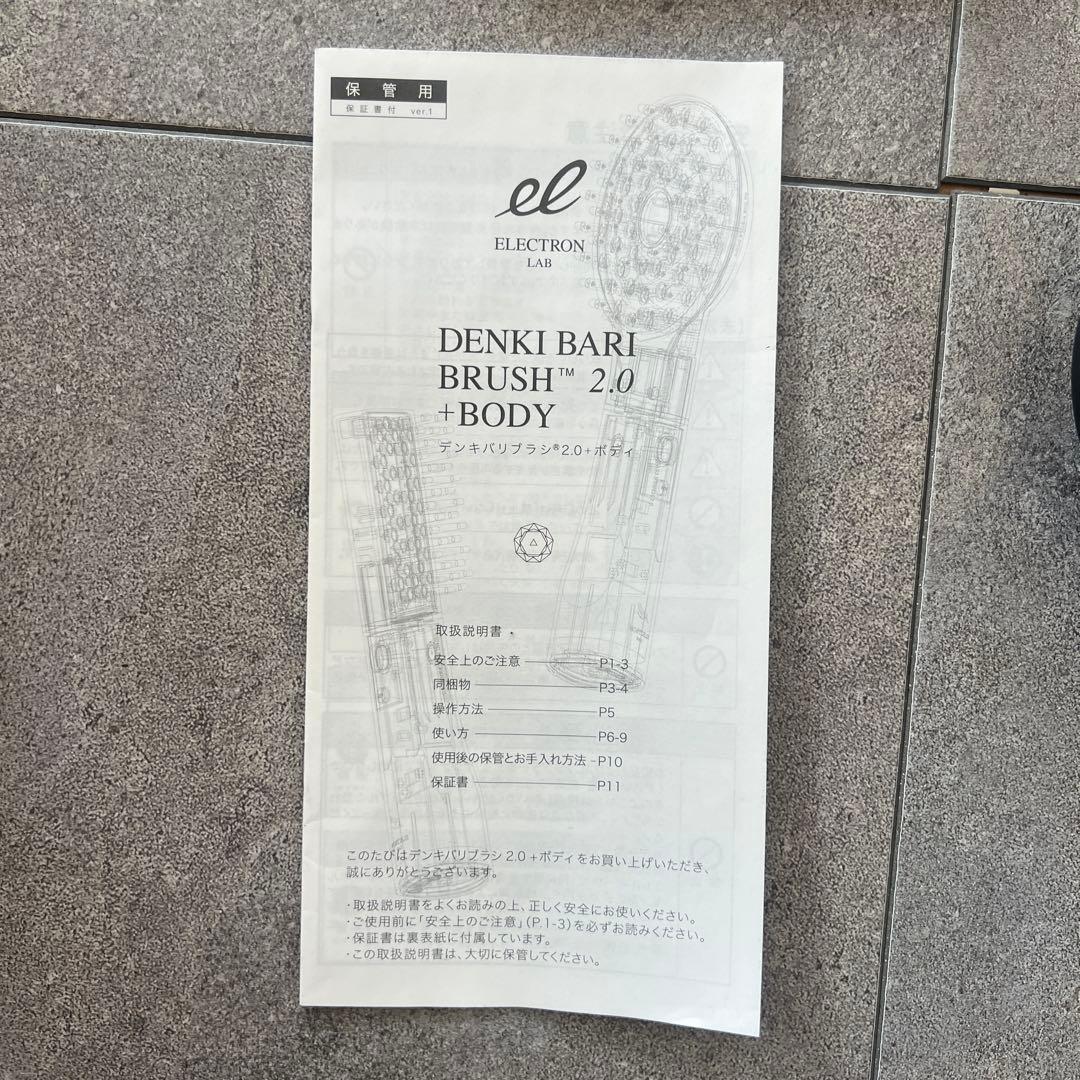 保管用
保証書付 ver.1
el
ELECTRON
LAB
DENKI BARI
BRUSH™ 2.0
+BODY
デンキバリブラシ®2.0+ボディ
取扱説明書
安全上のご注意 P1-3
同梱物 P3-4
操作方法 P5
使い方 P6-9
使用後の保管とお手入れ方法 P10
保証書 P11
このたびはデンキバリブラシ2.0+ボディをお買い上げいただき、
誠にありがとうございます。
・取扱説明書をよくお読みの上、正しく安全にお使いください。
・ご使用前に「安全上のご注意」(P.1-3)を必ずお読みください。
・保証書は裏表紙に付属しています。
・この取扱説明書は、大切に保管してください。